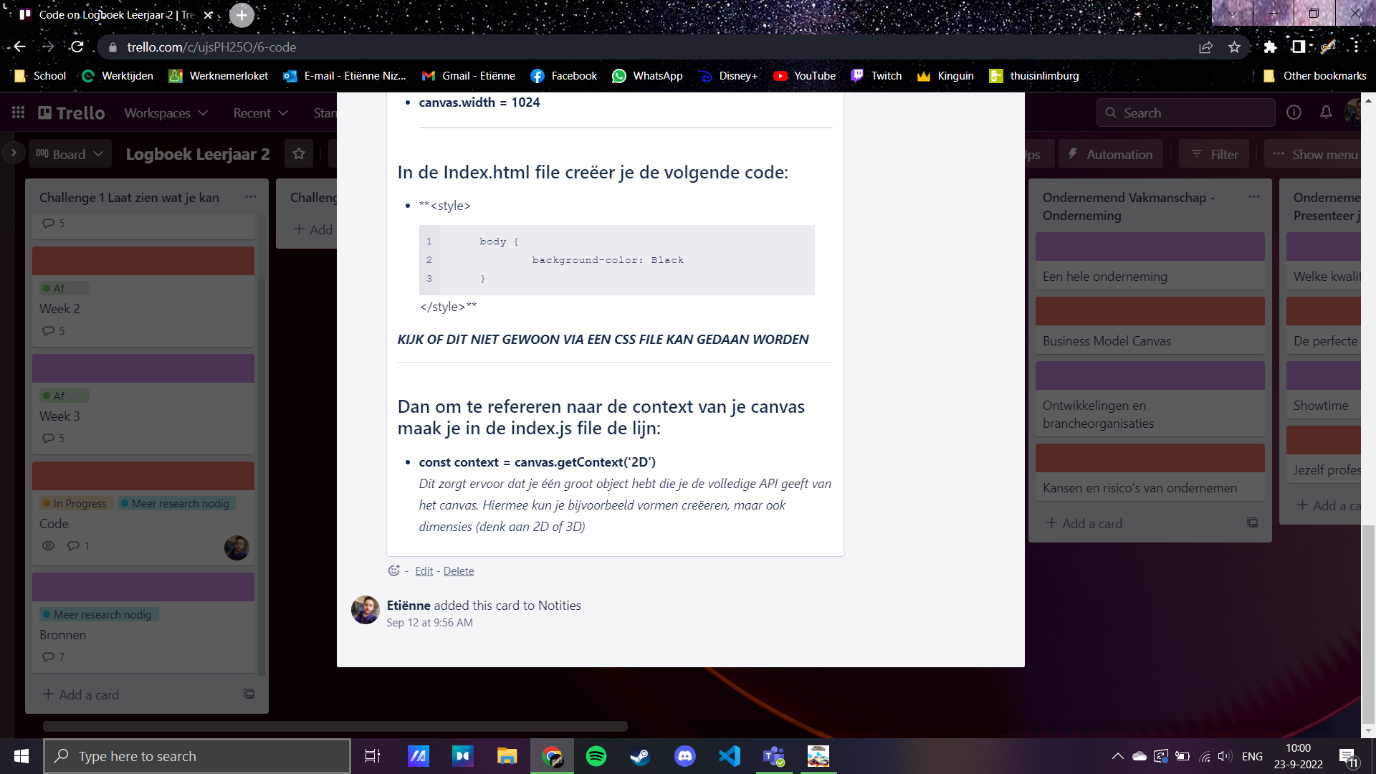 Code on Logboek Leerjaar 2 | Tre
trello.com/c/ujsPH25O/6-code
School
Werktijden
Werknemerloket
E-mail - Etiënne Niz...
Gmail - Etiënne
Facebook
WhatsApp
Disney+
YouTube
Twitch
Kinguin
thuisinlimburg
Other bookmarks
Trello
Workspaces
Recent
Starr
Search
Board
Logboek Leerjaar 2
Ups
Automation
Filter
Show menu
Challenge 1 Laat zien wat je kan
5
Af
Week 2
5
Af
Week 3
5
In Progress
Meer research nodig
Code
1
Meer research nodig
Bronnen
7
+ Add a card
Challeng
+ Add
canvas.width = 1024
In de Index.html file creëer je de volgende code:
**<style>
1 body {
2 background-color: Black
3 }
</style>**
KIJK OF DIT NIET GEWOON VIA EEN CSS FILE KAN GEDAAN WORDEN
Dan om te refereren naar de context van je canvas
maak je in de index.js file de lijn:
const context = canvas.getContext('2D')
Dit zorgt ervoor dat je één groot object hebt die je de volledige API geeft van
het canvas. Hiermee kun je bijvoorbeeld vormen creëeren, maar ook
dimensies (denk aan 2D of 3D)
- Edit - Delete
Etiënne added this card to Notities
Sep 12 at 9:56 AM
Ondernemend Vakmanschap -
Onderneming
Een hele onderneming
Business Model Canvas
Ontwikkelingen en
brancheorganisaties
Kansen en risico's van ondernemen
+ Add a card
Onderneme
Presenteer j
Welke kwalit
De perfecte
Showtime
Jezelf profes
+ Add a ca
Type here to search
ENG
10:00
23-9-2022
11